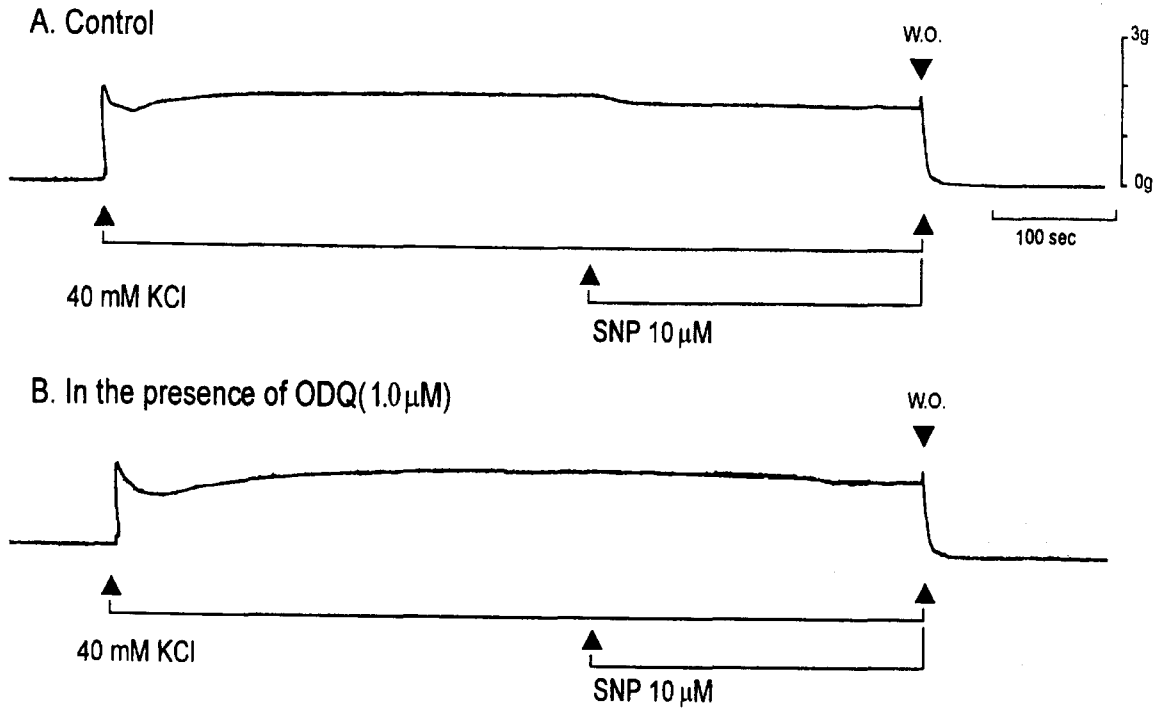 A. Control
W.O.
3g
0g
100 sec
40 mM KCl
SNP 10 μM
B. In the presence of ODQ(1.0 μM)
W.O.
40 mM KCl
SNP 10 μM